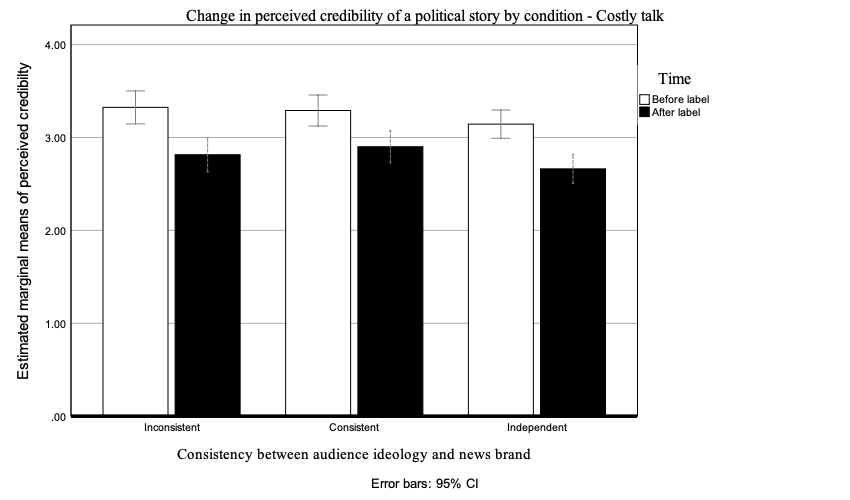 Change in perceived credibility of a political story by condition - Costly talk
Estimated marginal means of perceived credibilty
4.00
3.00
2.00
1.00
.00
Time
Before label
After label
Inconsistent
Consistent
Independent
Consistency between audience ideology and news brand
Error bars: 95% CI